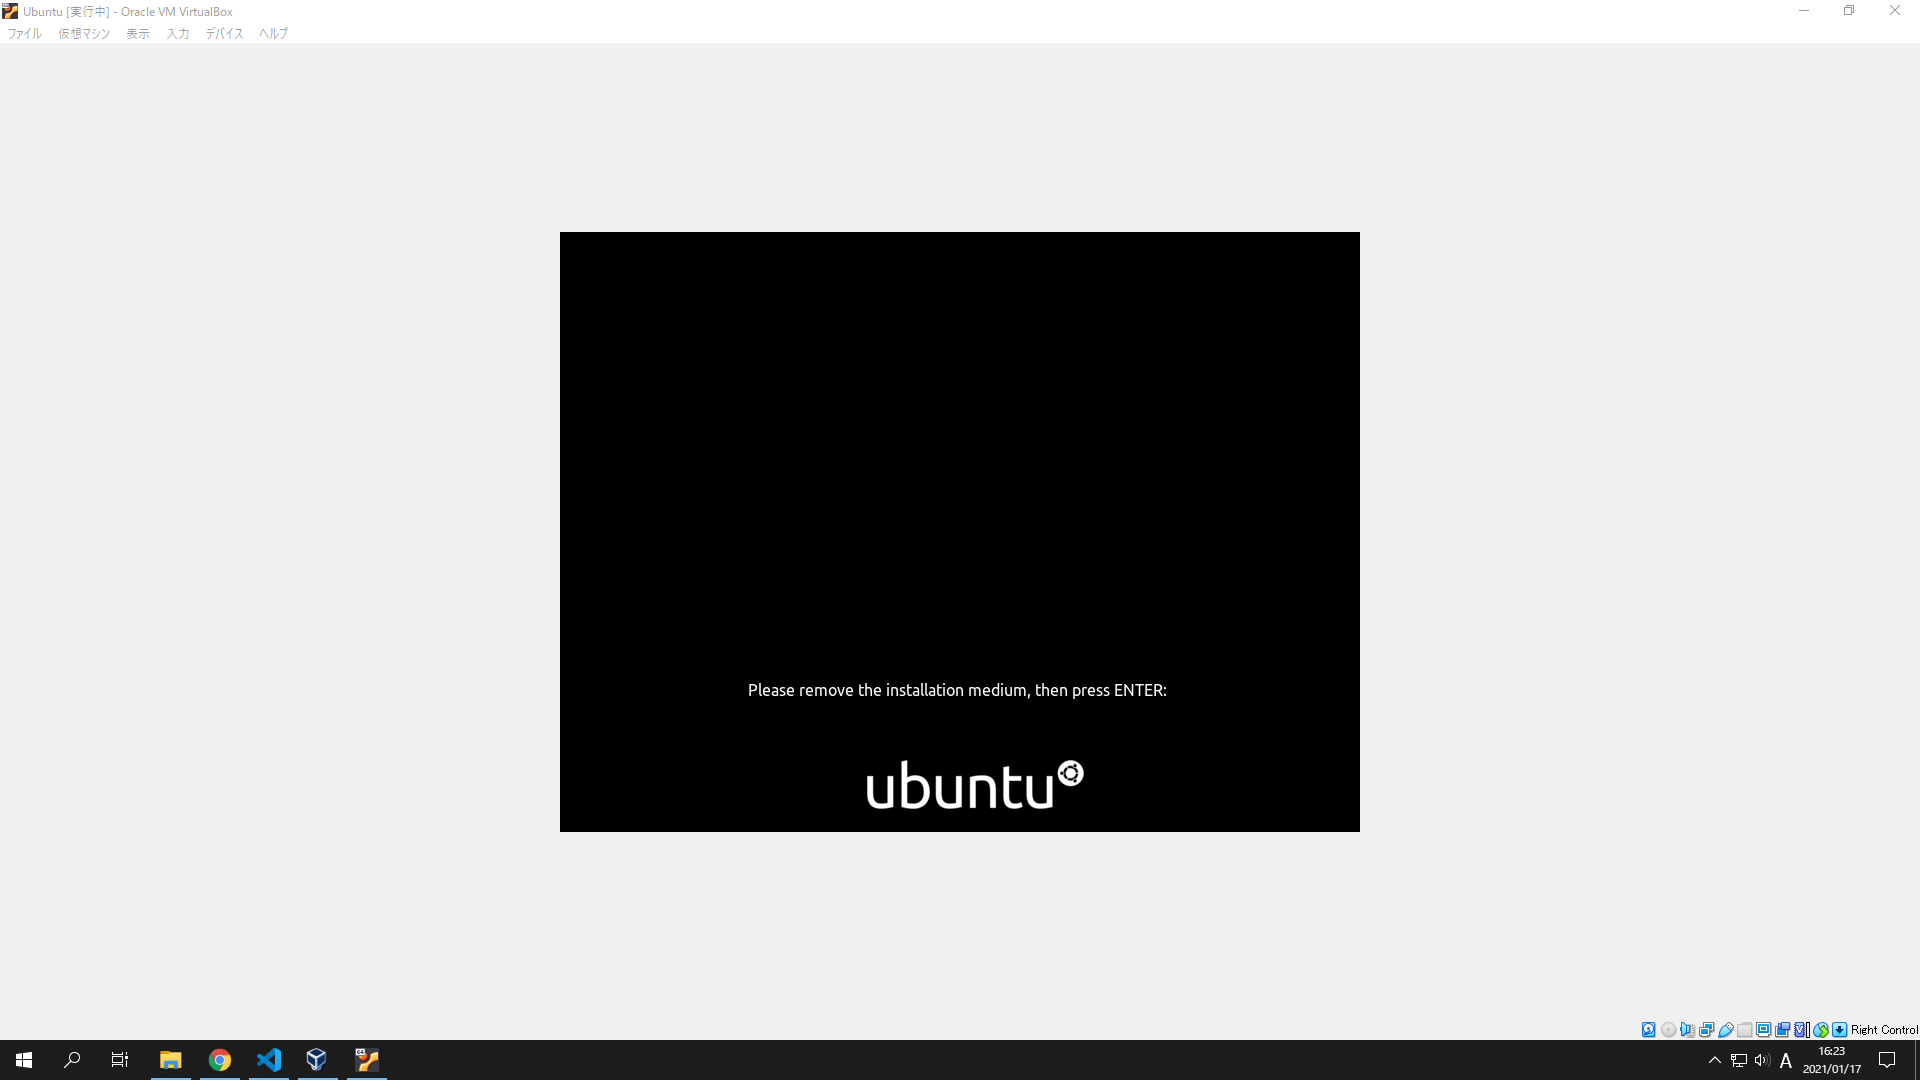 Ubuntu [実行中] - Oracle VM VirtualBox
ファイル 仮想マシン 表示 入力 デバイス ヘルプ
Please remove the installation medium, then press ENTER:
ubuntu
Right Control
A
16:23
2021/01/17